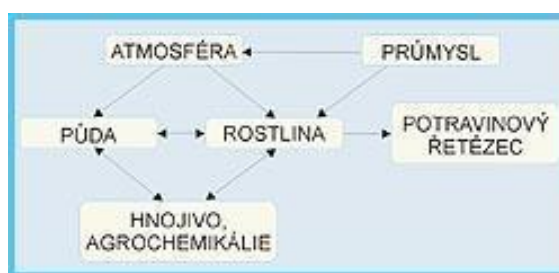 ATMOSFÉRA
PRŮMYSL
PŮDA
ROSTLINA
POTRAVINOVÝ
ŘETĚZEC
HNOJIVO,
AGROCHEMIKÁLIE